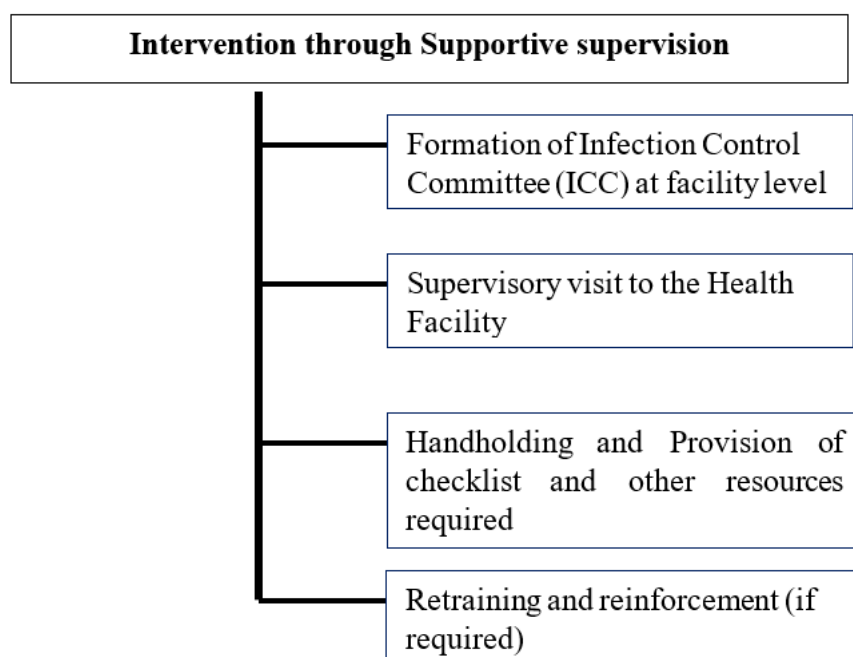 Intervention through Supportive supervision
Formation of Infection Control
Committee (ICC) at facility level
Supervisory visit to the Health
Facility
Handholding and Provision of
checklist and other resources
required
Retraining and reinforcement (if
required)